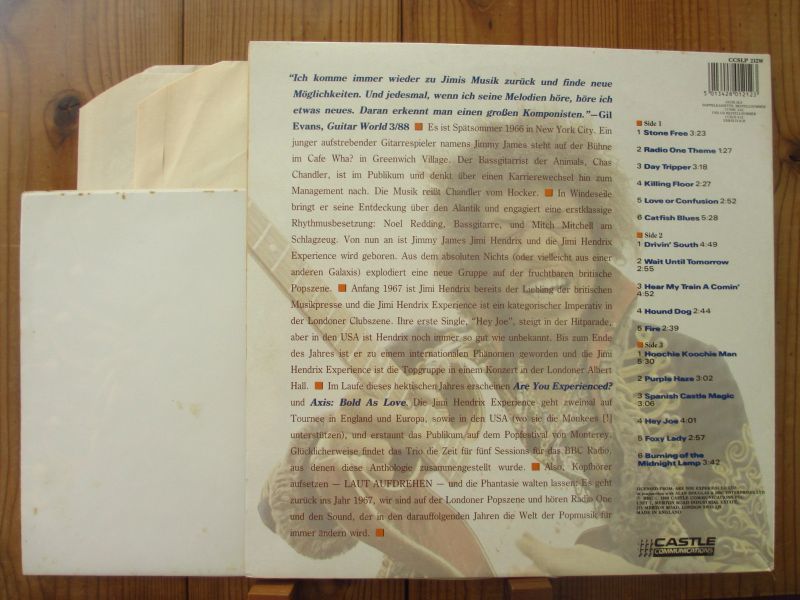 "Ich komme immer wieder zu Jimis Musik zurück und finde neue
Möglichkeiten. Und jedesmal, wenn ich seine Melodien höre, höre ich
etwas neues. Daran erkennt man einen großen Komponisten."—Gil
Evans, Guitar World 3/88 ■ Es ist Spätsommer 1966 in New York City. Ein
junger aufstrebender Gitarrespieler namens Jimmy James steht auf der Bühne
im Cafe Wha? in Greenwich Village. Der Bassgitarrist der Animals, Chas
Chandler, ist im Publikum und denkt über einen Karrierewechsel hin zum
Management nach. Die Musik reißt Chandler vom Hocker. ■ In Windeseile
bringt er seine Entdeckung über den Atlantik und engagiert eine erstklassige
Rhythmusbesetzung: Noel Redding, Bassgitarre, und Mitch Mitchell am
Schlagzeug. Von nun an ist Jimmy James Jimi Hendrix und die Jimi Hendrix
Experience wird geboren. Aus dem absoluten Nichts (oder vielleicht aus einer
anderen Galaxis) explodiert eine neue Gruppe auf der fruchtbaren britische
Popszene. ■ Anfang 1967 ist Jimi Hendrix bereits der Liebling der britischen
Musikpresse und die Jimi Hendrix Experience ist ein kategorischer Imperativ in
der Londoner Clubszene. Ihre erste Single, "Hey Joe", steigt in der Hitparade,
aber in den USA ist Hendrix noch immer so gut wie unbekannt. Bis zum Ende
des Jahres ist er zu einem internationalen Phänomen geworden und die Jimi
Hendrix Experience ist die Topgruppe in einem Konzert in der Londoner Albert
Hall. ■ Im Laufe dieses hektischen Jahres erscheinen Are You Experienced?
und Axis: Bold As Love. Die Jimi Hendrix Experience geht zweimal auf
Tournee in England und Europa, sowie in den USA (wo sie die Monkees [!]
unterstützen), und erstaunt das Publikum auf dem Popfestival von Monterey.
Glücklicherweise findet das Trio die Zeit für fünf Sessions für das BBC Radio,
aus denen diese Anthologie zusammengestellt wurde. ■ Also, Kopfhörer
aufsetzen — LAUT AUFDREHEN — und die Phantasie walten lassen: Es geht
zurück ins Jahr 1967, wir sind auf der Londoner Popszene und hören Radio One
und den Sound, der in den darauffolgenden Jahren die Welt der Popmusik für
immer ändern wird. ■
CCSLP 212W
5 013428 012123
■ Side 1
1 Stone Free 3:23
2 Radio One Theme 1:27
3 Day Tripper 3:18
4 Killing Floor 2:27
5 Love or Confusion 2:52
6 Catfish Blues 5:28
■ Side 2
1 Drivin' South 4:49
2 Wait Until Tomorrow
2:55
3 Hear My Train A Comin'
4:52
4 Hound Dog 2:44
5 Fire 2:39
■ Side 3
1 Hoochie Koochie Man
5:30
2 Purple Haze 3:02
3 Spanish Castle Magic
3:06
4 Hey Joe 4:01
5 Foxy Lady 2:57
6 Burning of the
Midnight Lamp 3:42
MADE IN ENGLAND
CASTLE
COMMUNICATIONS